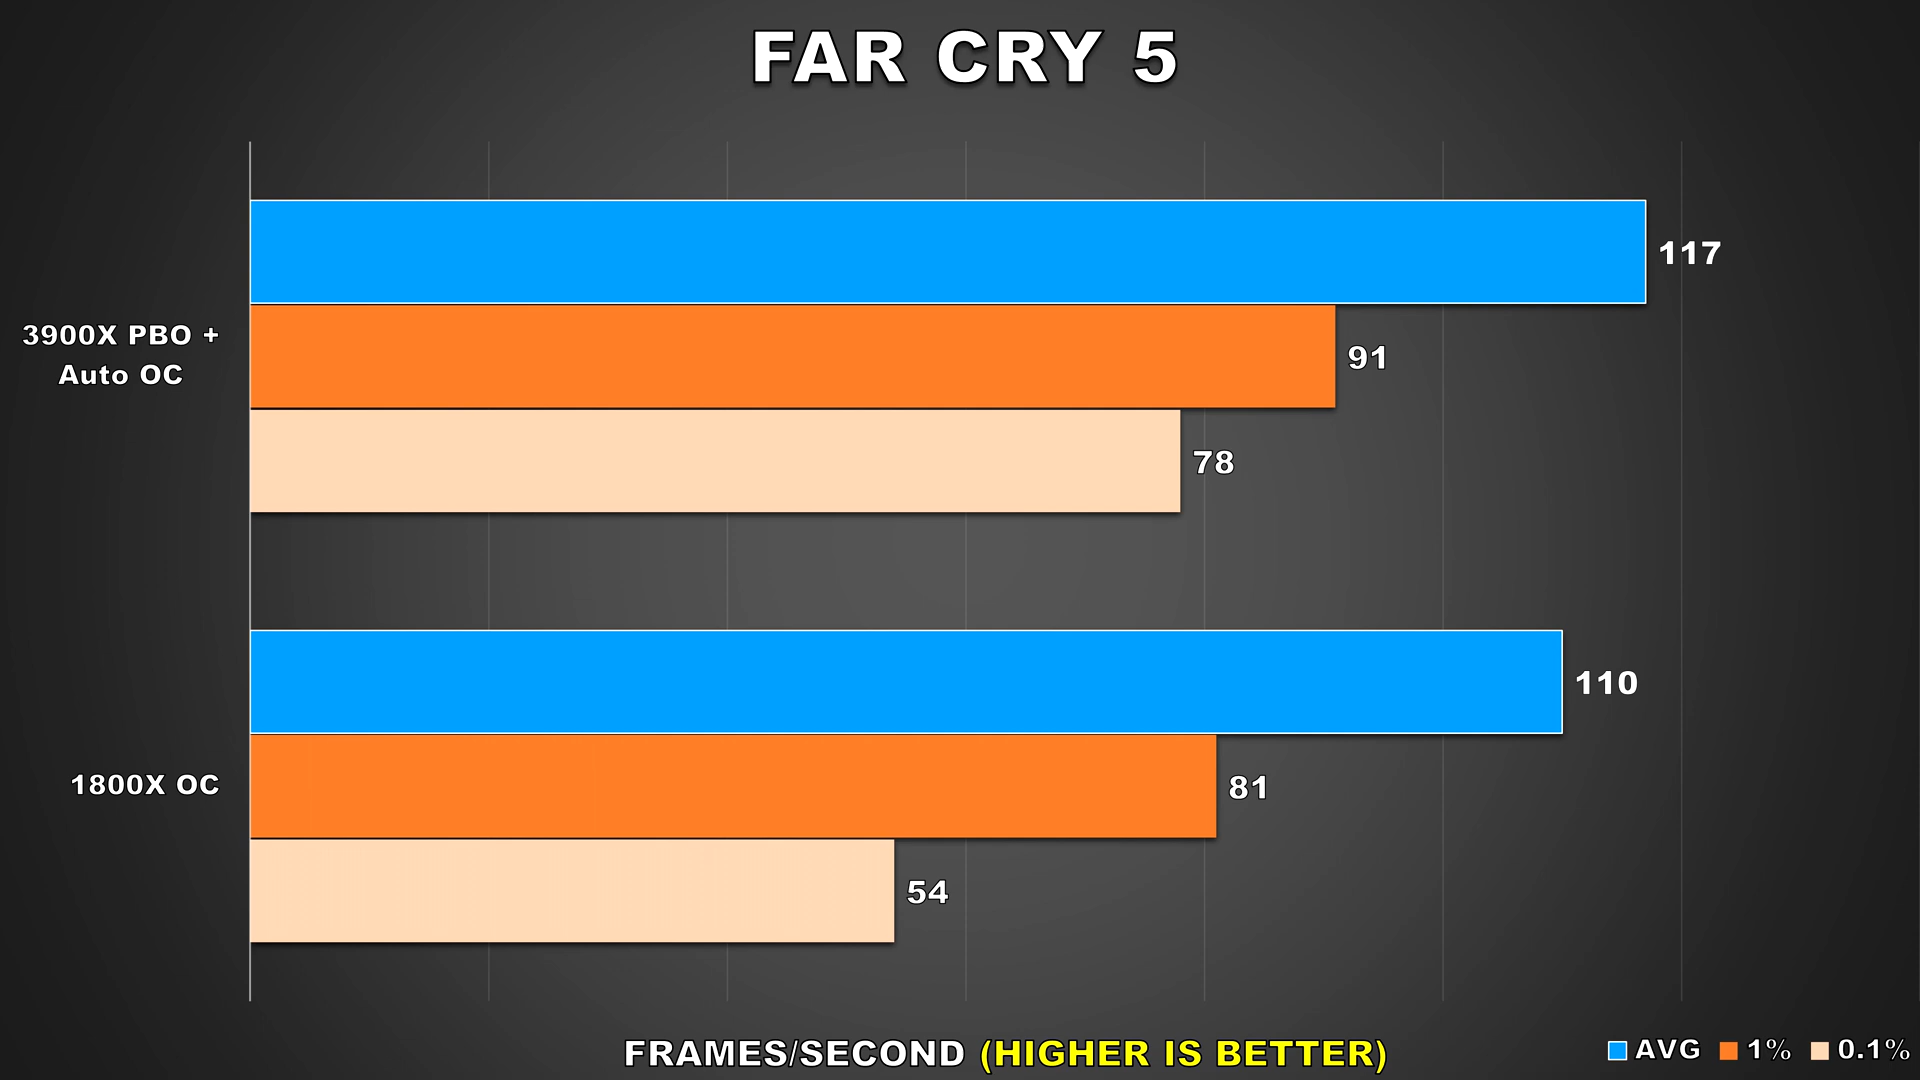 FAR CRY 5
117
3900X PBO +
Auto OC
91
78
110
1800X OC
81
54
FRAMES/SECOND (HIGHER IS BETTER)
AVG 1% 0.1%